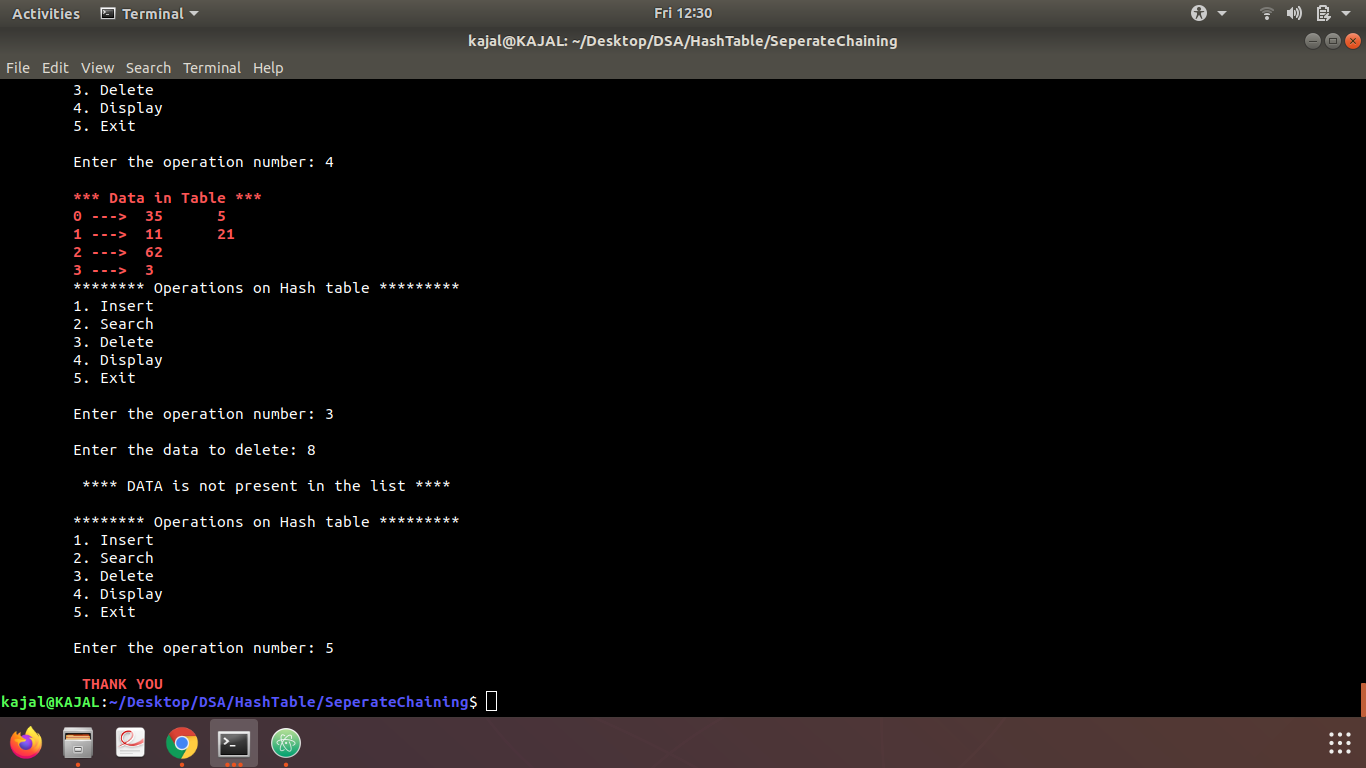 Activities Terminal Fri 12:30
kajal@KAJAL: ~/Desktop/DSA/HashTable/SeperateChaining
File Edit View Search Terminal Help
3. Delete
4. Display
5. Exit
Enter the operation number: 4
*** Data in Table ***
0 ---> 35 5
1 ---> 11 21
2 ---> 62
3 ---> 3
******** Operations on Hash table *********
1. Insert
2. Search
3. Delete
4. Display
5. Exit
Enter the operation number: 3
Enter the data to delete: 8
**** DATA is not present in the list ****
******** Operations on Hash table *********
1. Insert
2. Search
3. Delete
4. Display
5. Exit
Enter the operation number: 5
THANK YOU
kajal@KAJAL:~/Desktop/DSA/HashTable/SeperateChaining$